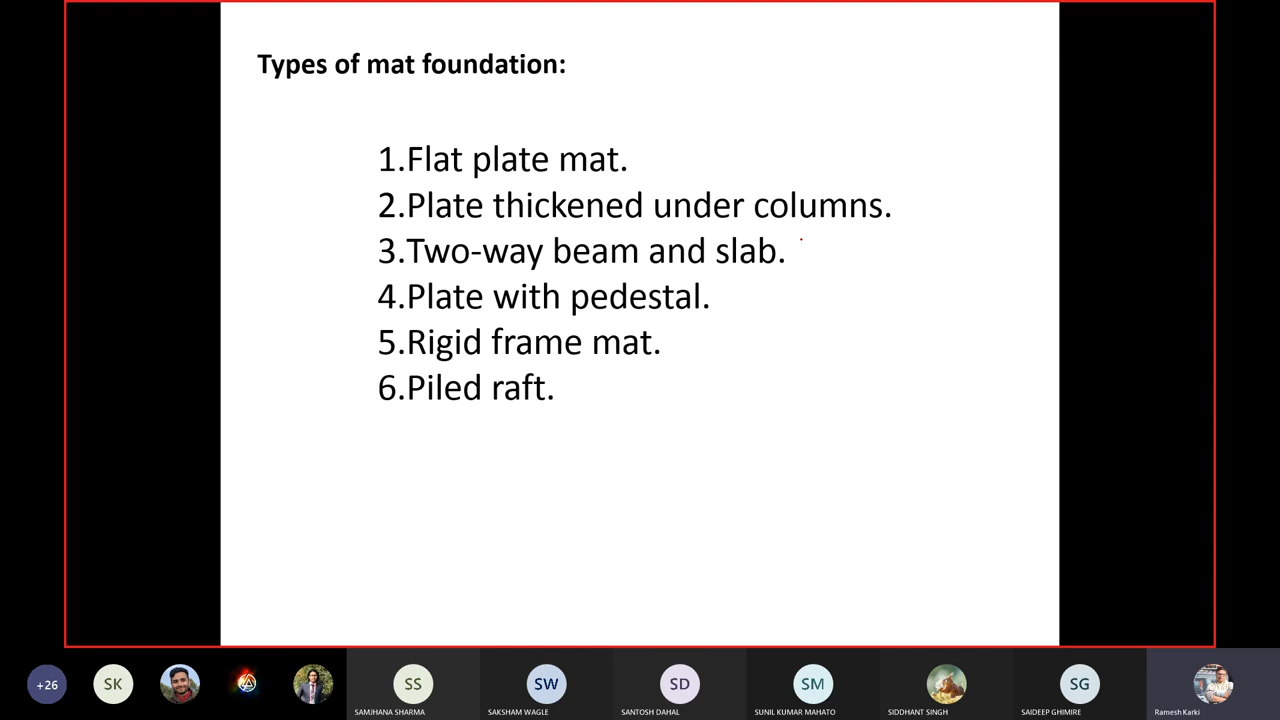 Types of mat foundation:
1.Flat plate mat.
2.Plate thickened under columns.
3.Two-way beam and slab.
4.Plate with pedestal.
5.Rigid frame mat.
6.Piled raft.
+26
SK
SS
SAMJHANA SHARMA
SW
SAKSHAM WAGLE
SD
SANTOSH DAHAL
SM
SUNIL KUMAR MAHATO
SIDDHANT SINGH
SG
SAIDEEP GHIMIRE
Ramesh Karki